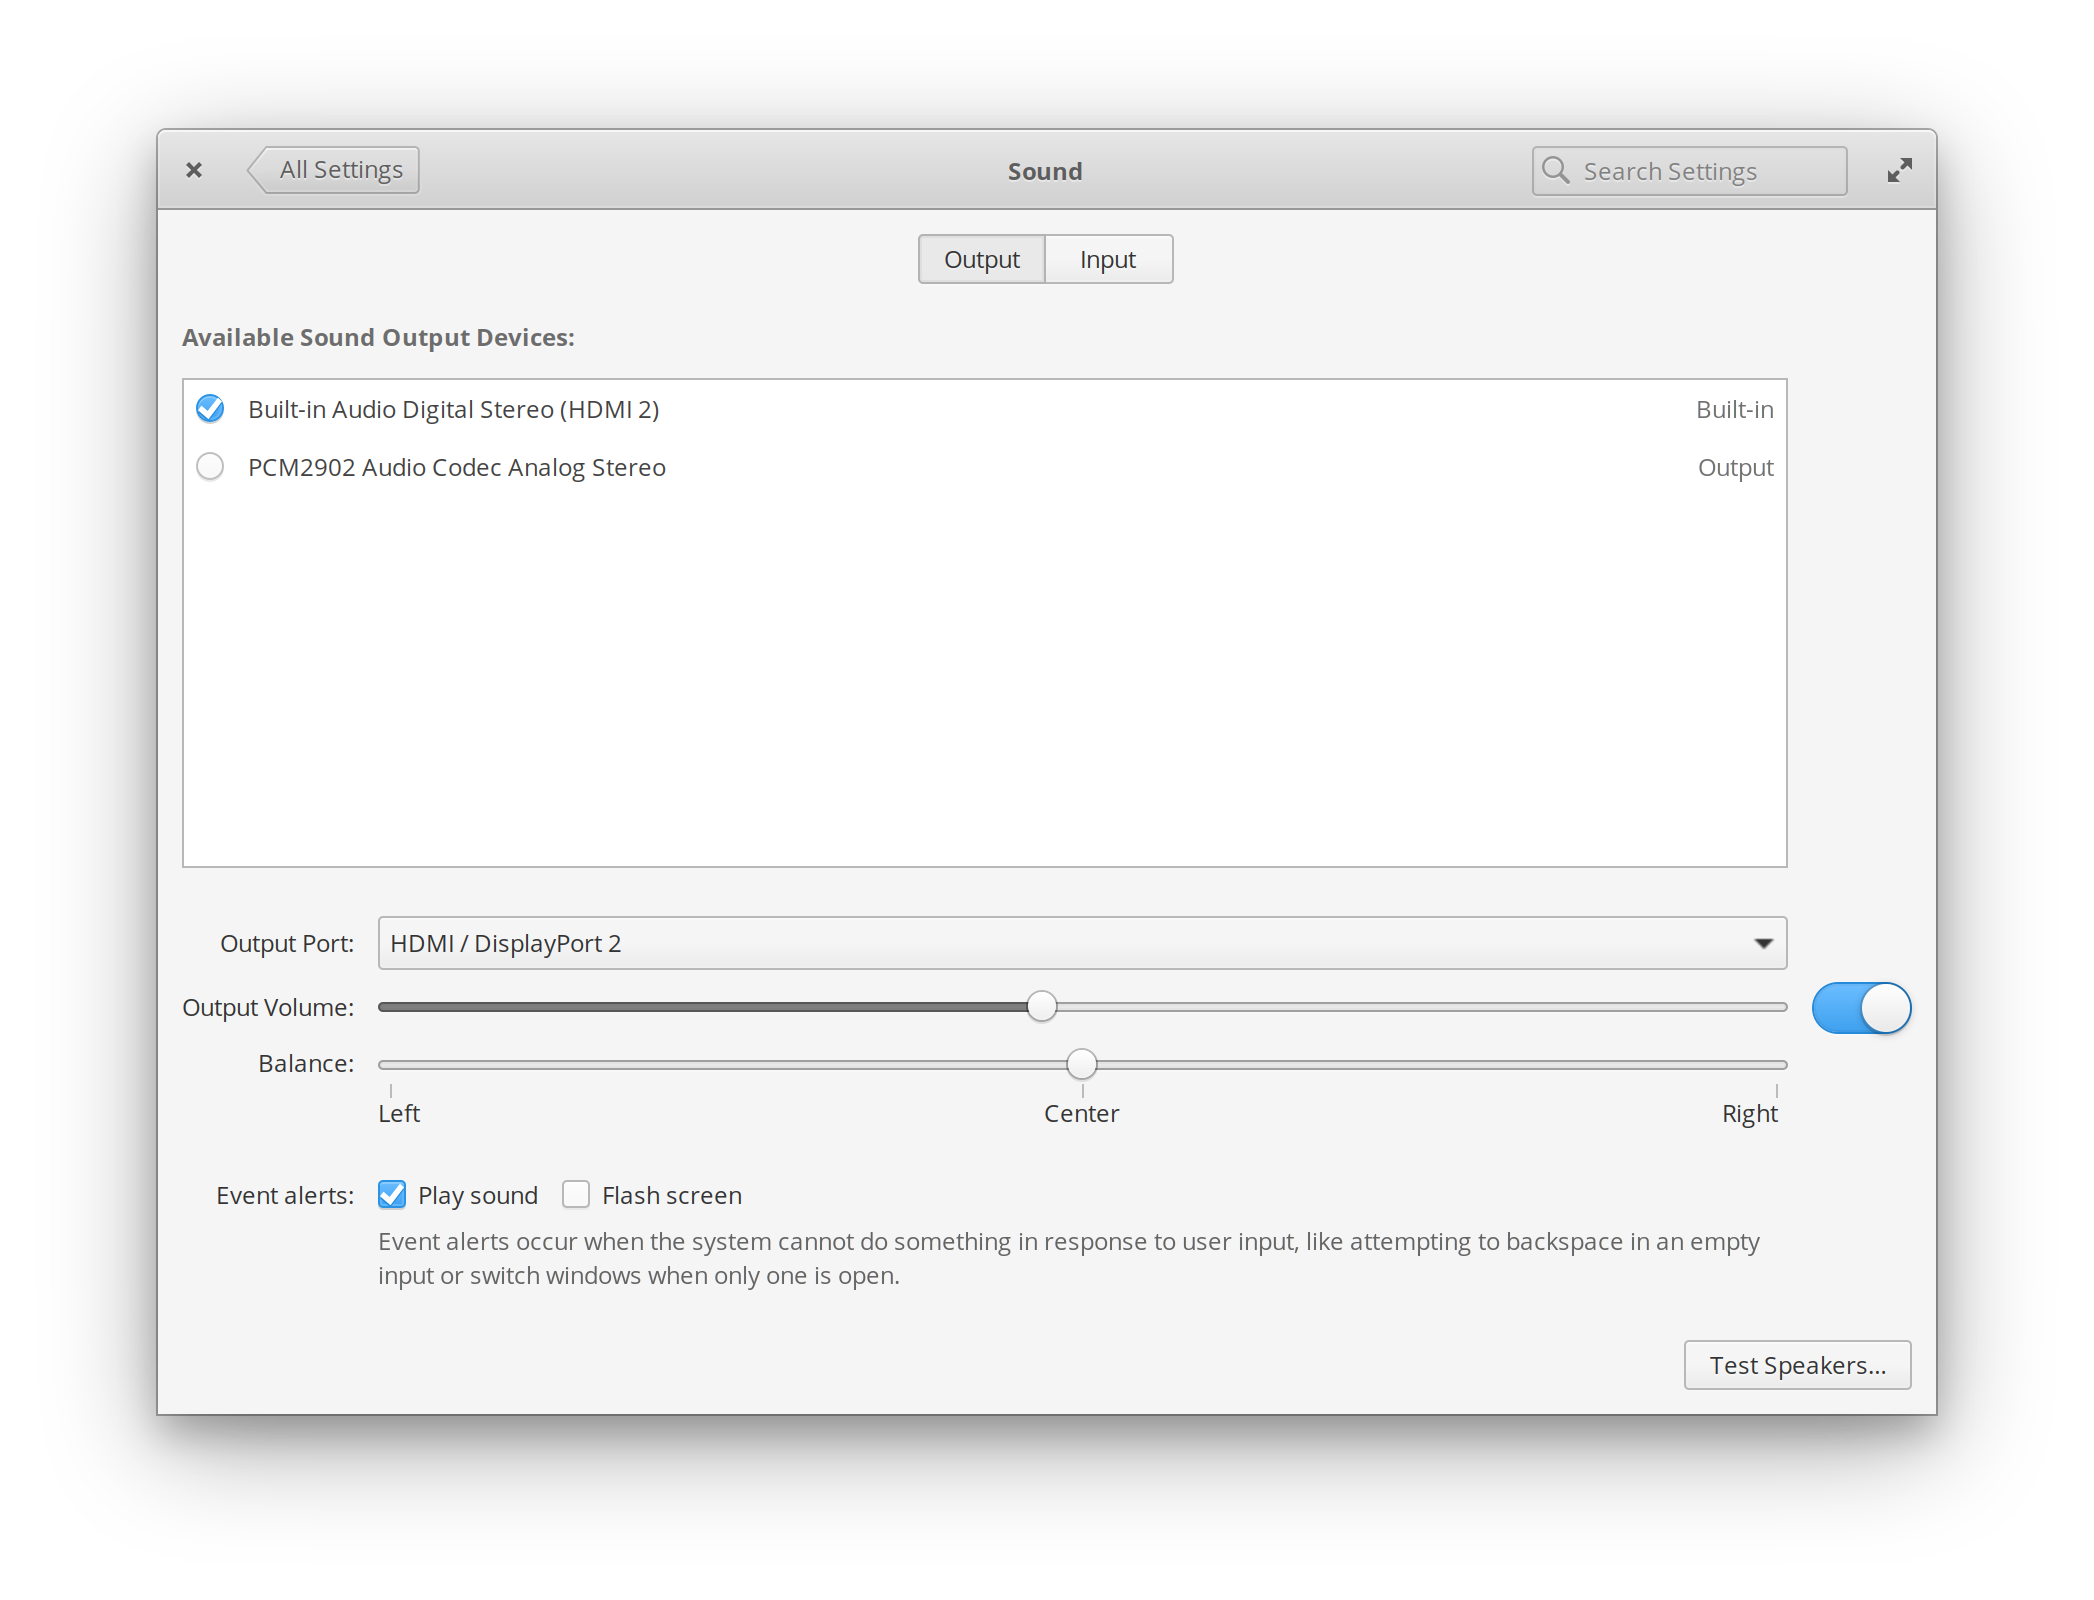 All Settings
Sound
Search Settings
Output
Input
Available Sound Output Devices:
Built-in Audio Digital Stereo (HDMI 2)
Built-in
PCM2902 Audio Codec Analog Stereo
Output
Output Port:
HDMI / DisplayPort 2
Output Volume:
Balance:
Left
Center
Right
Event alerts:
Play sound
Flash screen
Event alerts occur when the system cannot do something in response to user input, like attempting to backspace in an empty
input or switch windows when only one is open.
Test Speakers...